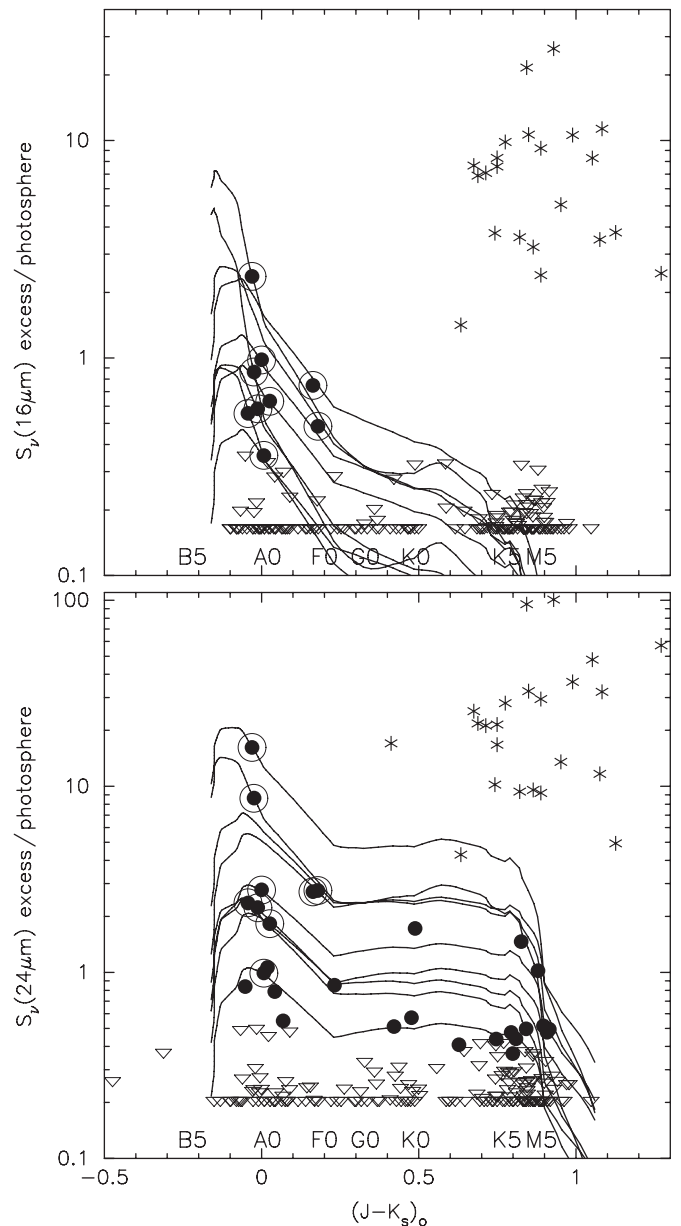 10
1
0.1
S_ν(16μm) excess/photosphere
B5 A0 F0 G0 K0 K5 M5
100
10
1
0.1
S_ν(24μm) excess/photosphere
B5 A0 F0 G0 K0 K5 M5
−0.5 0 0.5 1
(J−K_s)_o